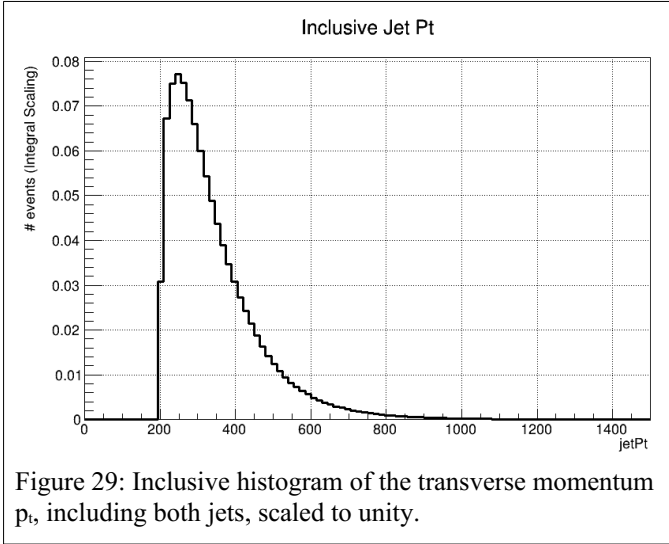 Inclusive Jet Pt
# events (Integral Scaling)
0.08
0.07
0.06
0.05
0.04
0.03
0.02
0.01
0
0 200 400 600 800 1000 1200 1400
jetPt
Figure 29: Inclusive histogram of the transverse momentum
pₜ, including both jets, scaled to unity.